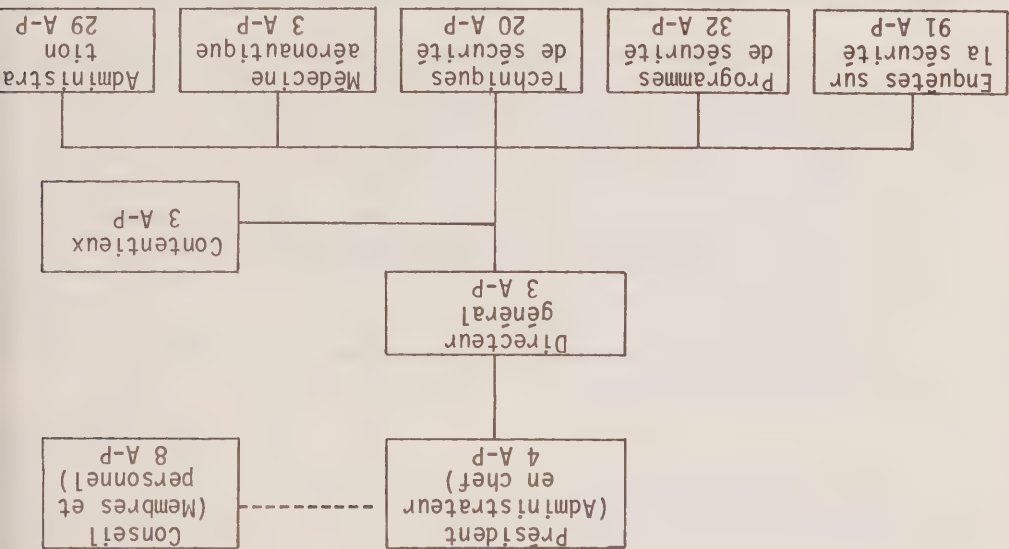 Président
(Administrateur
en chef)
4 A-P
Conseil
(Membres et
personnel)
8 A-P
Directeur
général
3 A-P
Contentieux
3 A-P
Enquêtes sur
la sécurité
91 A-P
Programmes
de sécurité
32 A-P
Techniques
de sécurité
20 A-P
Médecine
aéronautique
3 A-P
Administra
tion
29 A-P